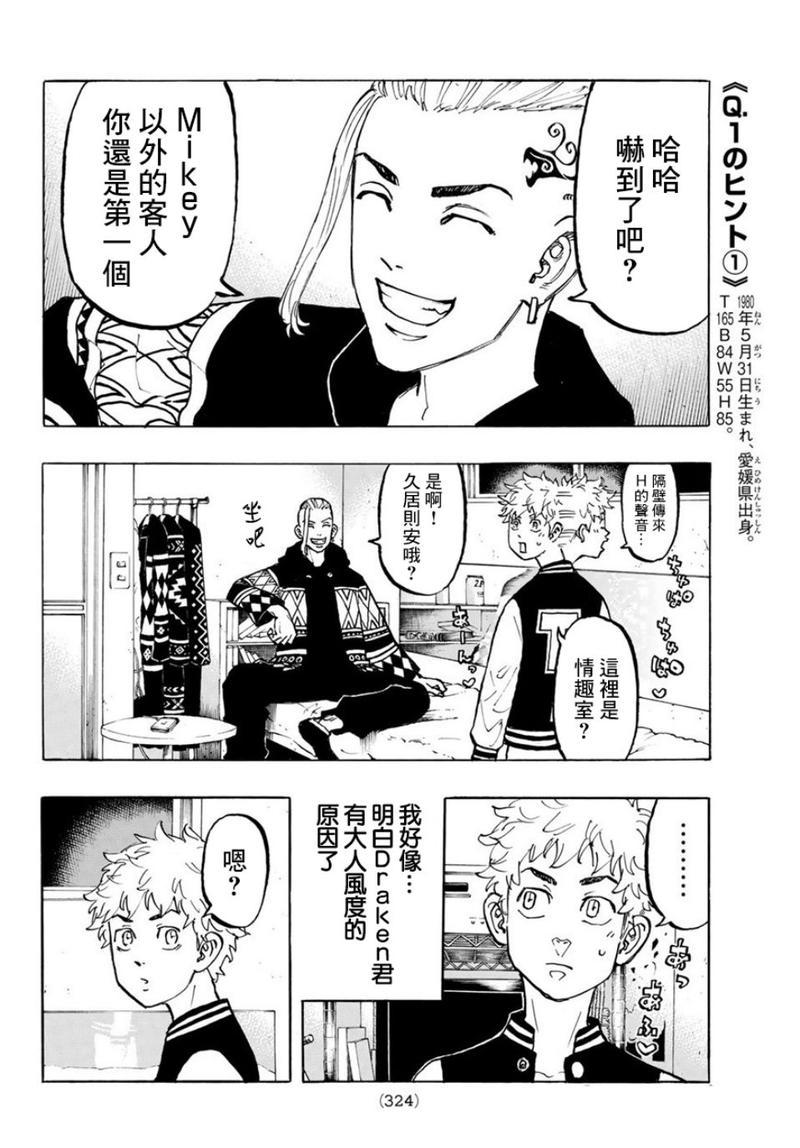 《Q.1のヒント①》
1980年5月31日生まれ、愛媛県出身。
T165B84W55H85。
哈哈
嚇到了吧?
Mikey
以外的客人
你還是第一個
隔壁傳來
H的聲音…
是啊!
久居則安哦?
坐吧
這裡是
情趣室?
………
我好像…
明白Draken君
有大人風度的
原因了
嗯?
(324)